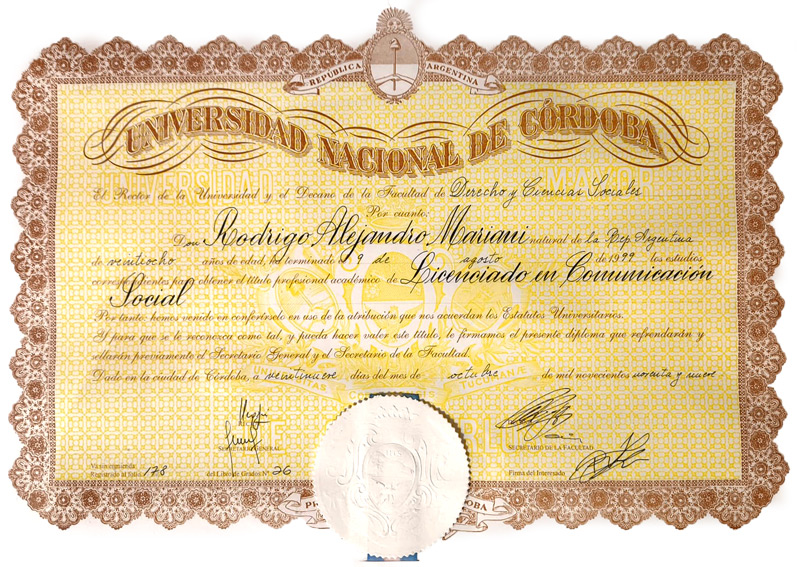 REPÚBLICA ARGENTINA
UNIVERSIDAD NACIONAL DE CÓRDOBA
El Rector de la Universidad y el Decano de la Facultad de Derecho y Ciencias Sociales
Por cuanto:
Don Rodrigo Alejandro Mariani natural de la Rep. Argentina
de veintiocho años de edad, ha terminado el 9 de agosto de 1999 los estudios
correspondientes para obtener el título profesional académico de Licenciado en Comunicación
Social
Por tanto: hemos venido en conferírselo en uso de la atribución que nos acuerdan los Estatutos Universitarios.
Y para que se le reconozca como tal, y pueda hacer valer este título, le firmamos el presente diploma que refrendarán y
sellarán previamente el Secretario General y el Secretario de la Facultad.
Dado en la ciudad de Córdoba, a veintinueve días del mes de octubre de mil novecientos noventa y nueve
SECRETARIO GENERAL
SECRETARIO DE LA FACULTAD
Va sin enmienda:
Registrado al folio 178 del Libro de Grados Nº 26
Firma del Interesado